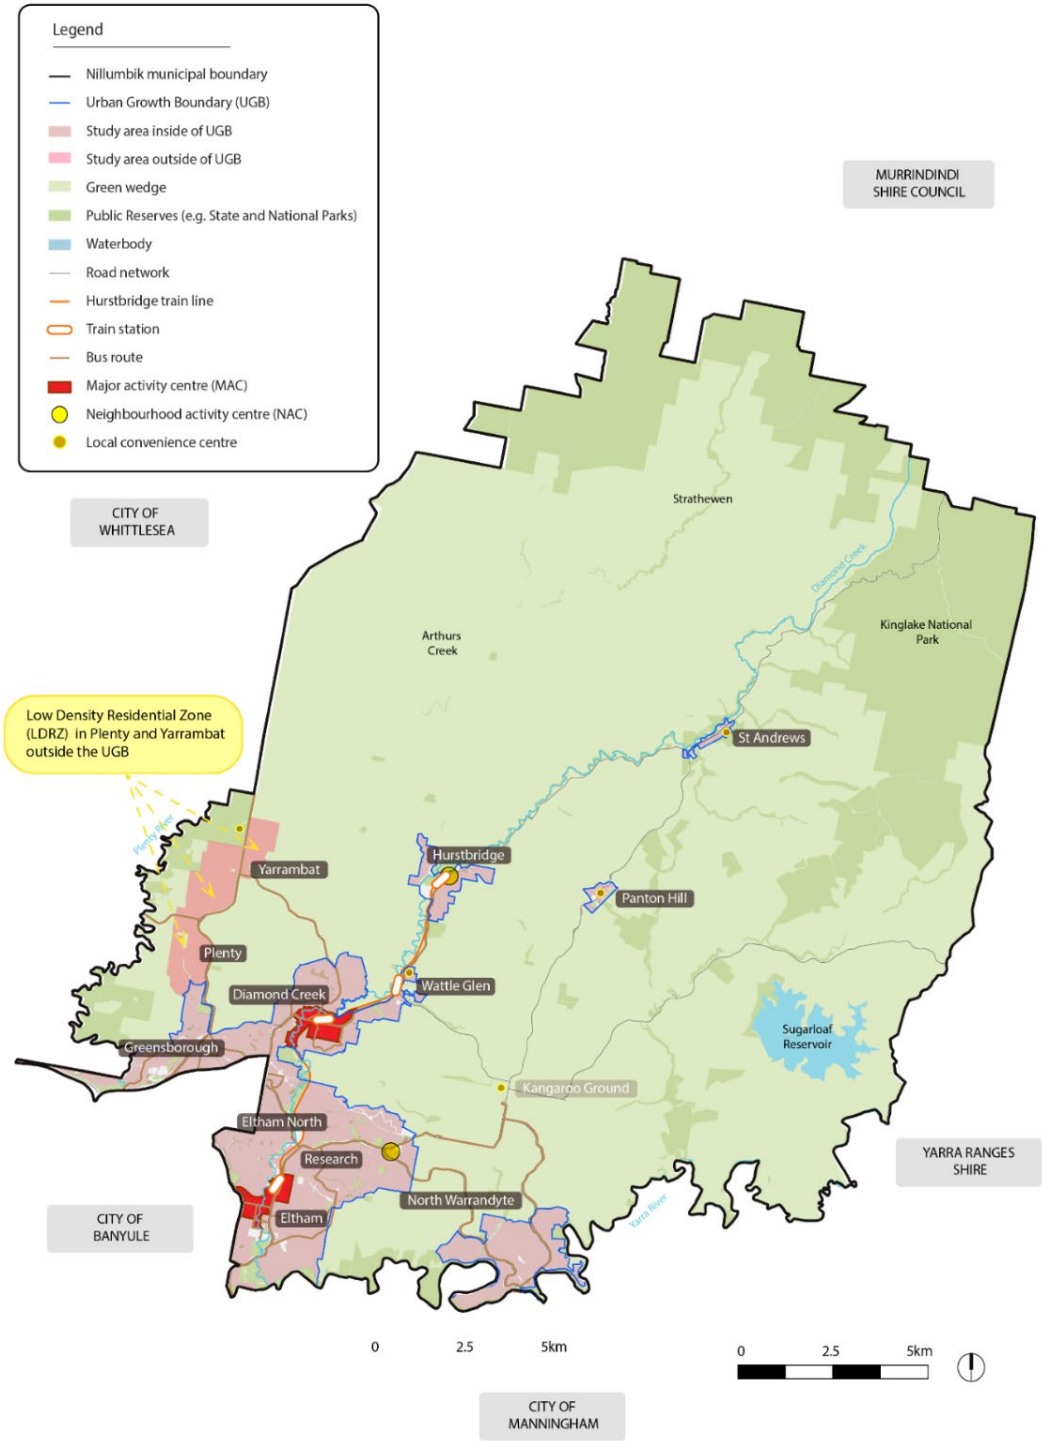 Legend
Nillumbik municipal boundary
Urban Growth Boundary (UGB)
Study area inside of UGB
Study area outside of UGB
Green wedge
Public Reserves (e.g. State and National Parks)
Waterbody
Road network
Hurstbridge train line
Train station
Bus route
Major activity centre (MAC)
Neighbourhood activity centre (NAC)
Local convenience centre
MURRINDINDI
SHIRE COUNCIL
CITY OF
WHITTLESEA
Strathewen
Diamond Creek
Kinglake National
Park
Arthurs
Creek
Low Density Residential Zone
(LDRZ) in Plenty and Yarrambat
outside the UGB
St Andrews
Plenty River
Hurstbridge
Yarrambat
Panton Hill
Plenty
Wattle Glen
Diamond Creek
Sugarloaf
Reservoir
Greensborough
Kangaroo Ground
Eltham North
Research
YARRA RANGES
SHIRE
North Warrandyte
Yarra River
Eltham
CITY OF
BANYULE
0 2.5 5km
0 2.5 5km
CITY OF
MANNINGHAM